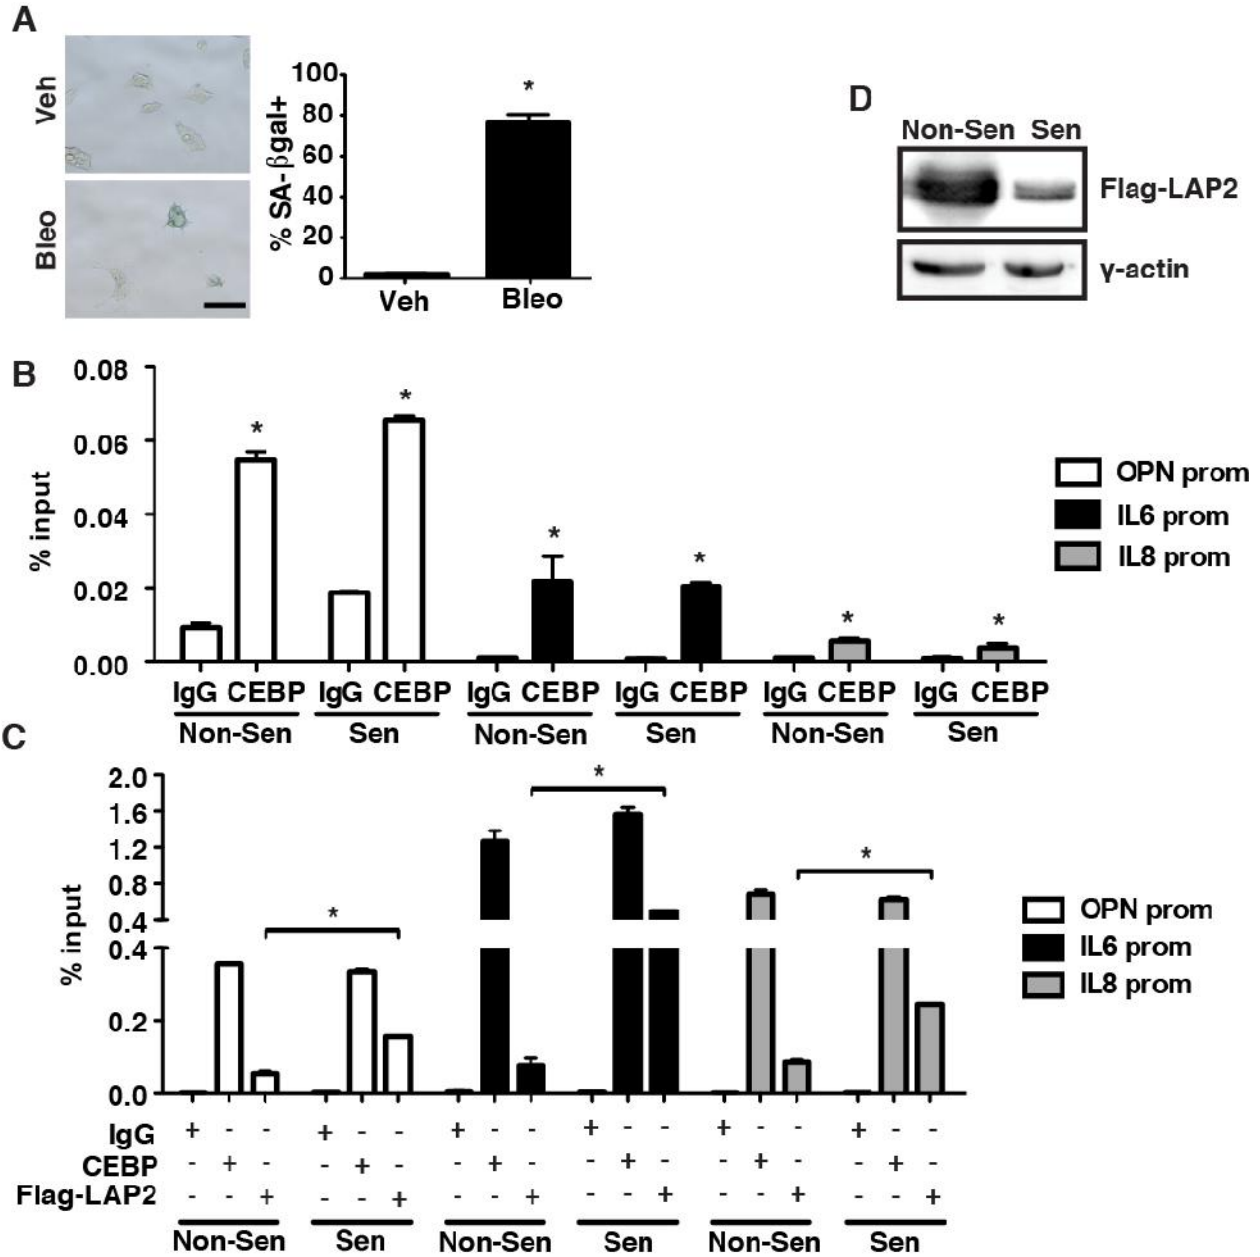 A
Veh
Bleo
% SA-βgal+
100
80
60
40
20
0
*
Veh Bleo
D
Non-Sen Sen
Flag-LAP2
γ-actin
B
% input
0.08
0.06
0.04
0.02
0.00
* * * * * *
IgG CEBP IgG CEBP IgG CEBP IgG CEBP IgG CEBP IgG CEBP
Non-Sen Sen Non-Sen Sen Non-Sen Sen
OPN prom
IL6 prom
IL8 prom
C
% input
2.0
1.6
1.2
0.8
0.4
0.4
0.2
0.0
* * *
OPN prom
IL6 prom
IL8 prom
IgG + - - + - - + - - + - - + - - + - -
CEBP - + - - + - - + - - + - - + - - + -
Flag-LAP2 - - + - - + - - + - - + - - + - - +
Non-Sen Sen Non-Sen Sen Non-Sen Sen